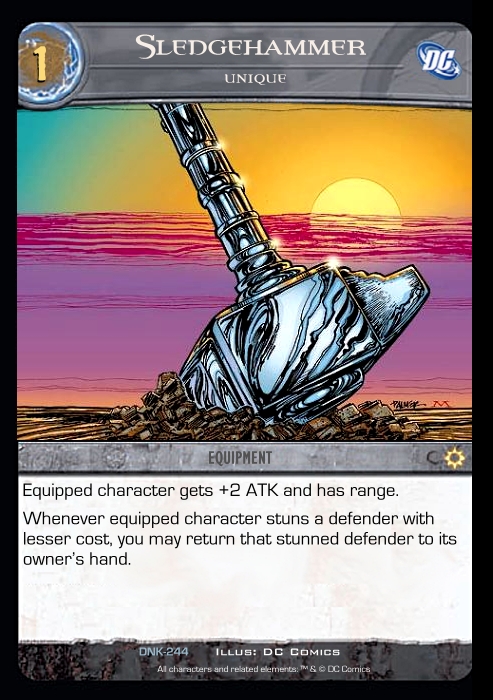 1
Sledgehammer
DC
UNIQUE
PALMER
EQUIPMENT
C
Equipped character gets +2 ATK and has range.
Whenever equipped character stuns a defender with
lesser cost, you may return that stunned defender to its
owner's hand.
DNK-244 Illus: DC Comics
All characters and related elements: ™ & © DC Comics